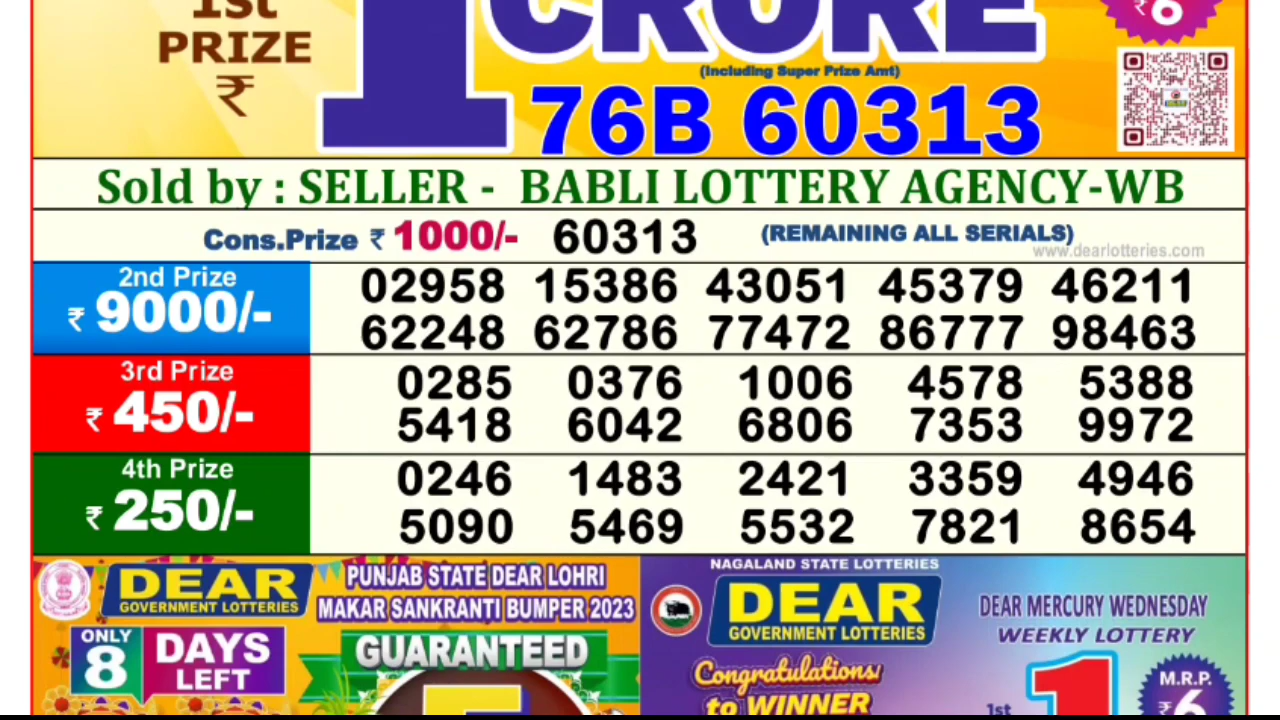 1st
PRIZE
₹
1 CRORE
(Including Super Prize Amt)
76B 60313
₹6
Sold by : SELLER - BABLI LOTTERY AGENCY-WB
Cons.Prize ₹ 1000/- 60313 (REMAINING ALL SERIALS)
www.dearlotteries.com
2nd Prize
₹ 9000/-
02958 15386 43051 45379 46211
62248 62786 77472 86777 98463
3rd Prize
₹ 450/-
0285 0376 1006 4578 5388
5418 6042 6806 7353 9972
4th Prize
₹ 250/-
0246 1483 2421 3359 4946
5090 5469 5532 7821 8654
DEAR
GOVERNMENT LOTTERIES
PUNJAB STATE DEAR LOHRI
MAKAR SANKRANTI BUMPER 2023
ONLY
8
DAYS
LEFT
GUARANTEED
NAGALAND STATE LOTTERIES
DEAR
GOVERNMENT LOTTERIES
DEAR MERCURY WEDNESDAY
WEEKLY LOTTERY
Congratulations
to WINNER
1st
1
M.R.P.
₹6